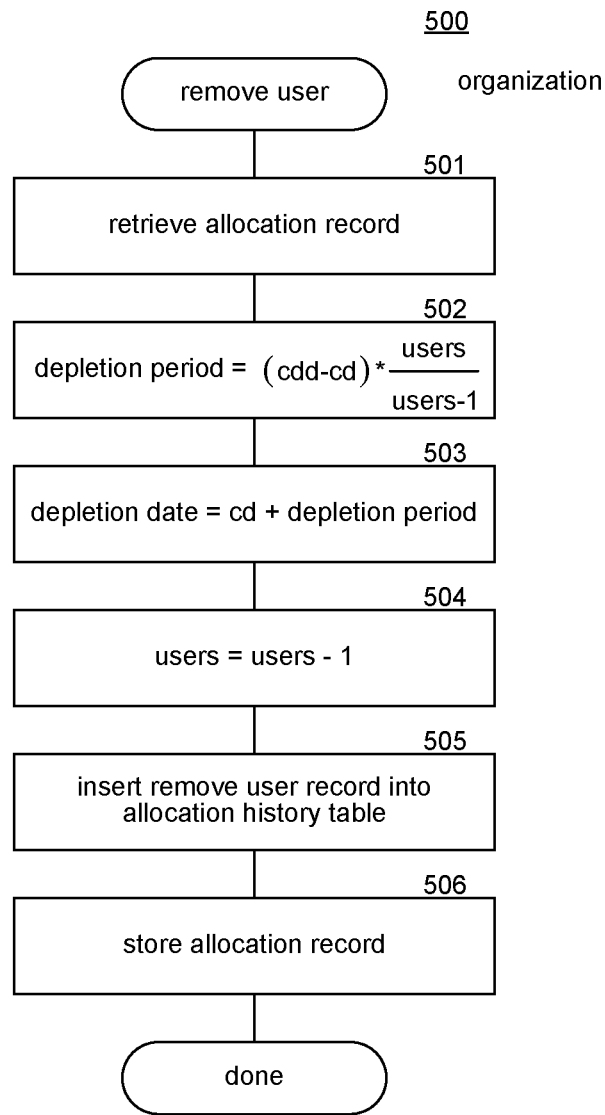 500
organization
remove user
501
retrieve allocation record
502
depletion period = (cdd-cd) * users
users-1
503
depletion date = cd + depletion period
504
users = users - 1
505
insert remove user record into
allocation history table
506
store allocation record
done